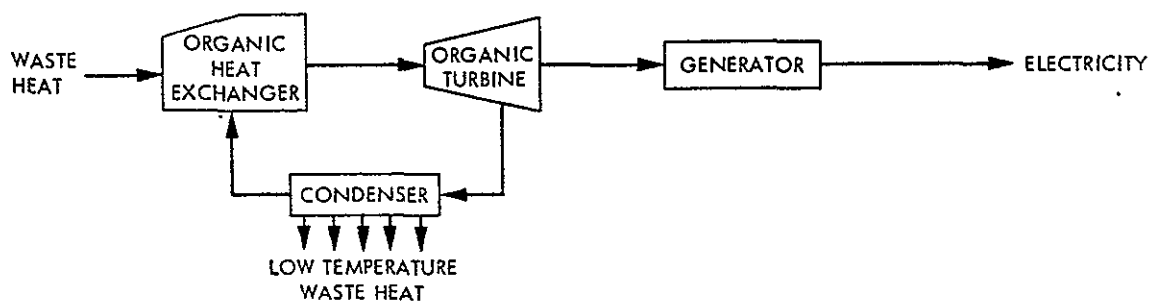 WASTE
HEAT
ORGANIC
HEAT
EXCHANGER
ORGANIC
TURBINE
GENERATOR
ELECTRICITY
CONDENSER
LOW TEMPERATURE
WASTE HEAT